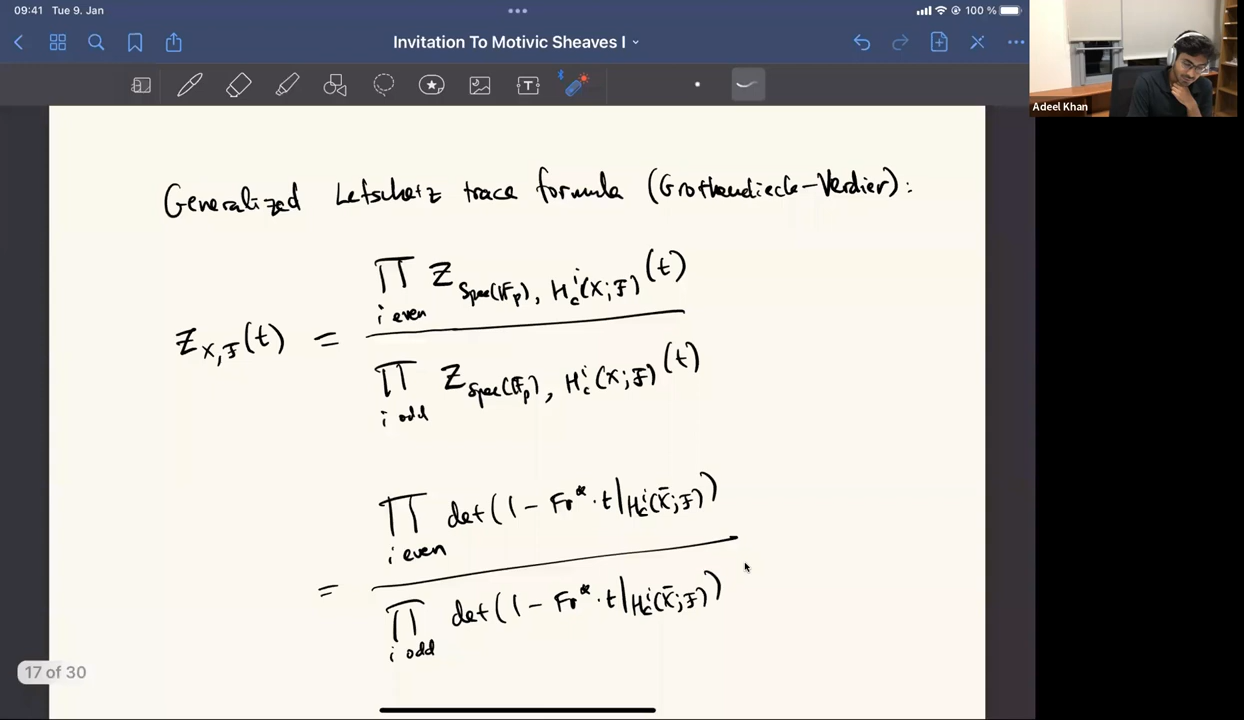 09:41 Tue 9. Jan
100 %
Invitation To Motivic Sheaves I
Adeel Khan
Generalized Lefschetz trace formula (Grothendieck-Verdier):
Z_{X,ℱ}(t) = ∏_{i even} Z_{Spec(𝔽_p), H^i_c(X;ℱ)}(t) / ∏_{i odd} Z_{Spec(𝔽_p), H^i_c(X;ℱ)}(t)
= ∏_{i even} det(1 - Fr^* · t | H^i_c(X̄;ℱ)) / ∏_{i odd} det(1 - Fr^* · t | H^i_c(X̄;ℱ))
17 of 30